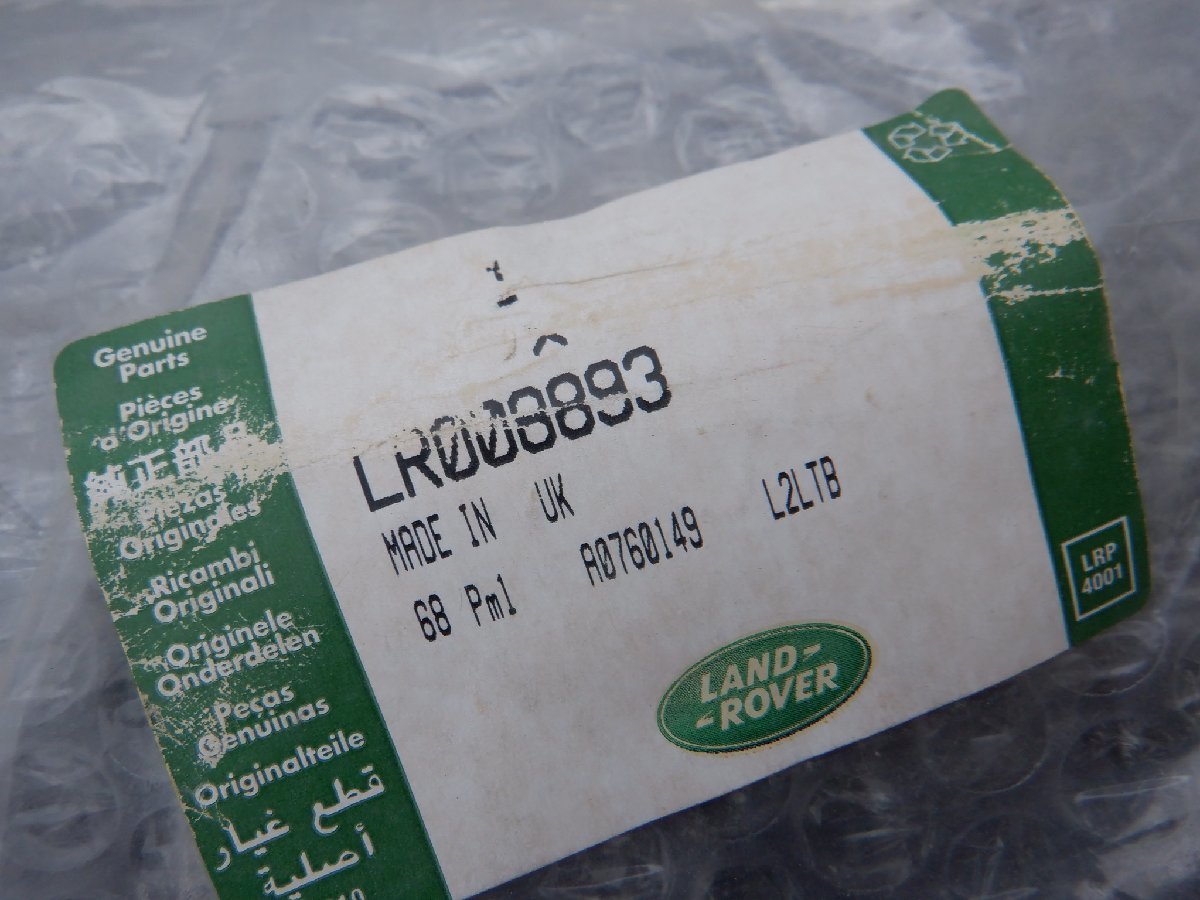 Genuine
Parts
Pièces
d'Origine
純正部品
Piezas
Originales
Ricambi
Originali
Originele
Onderdelen
Peças
Genuinas
Originalteile
قطع غيار
أصلية
LR008893
MADE IN UK
68 Pm1 A0760149 L2LTB
LAND-
-ROVER
LRP
4001